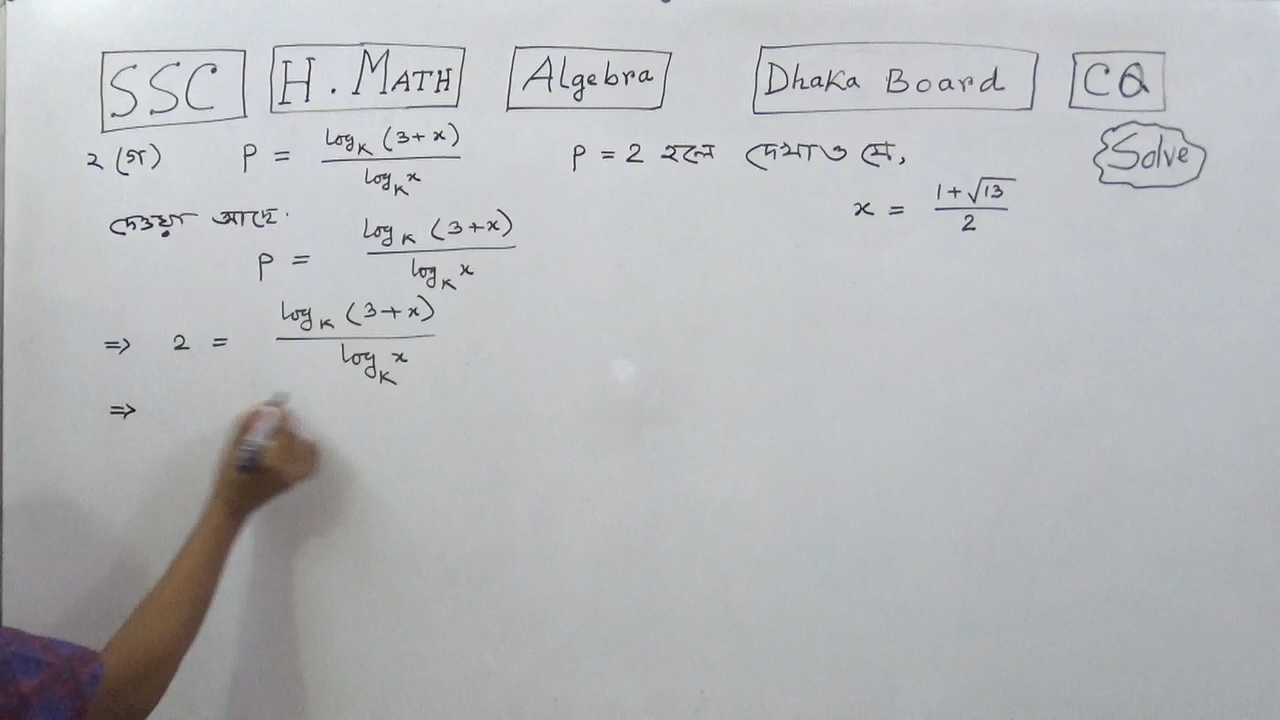 SSC H. MATH Algebra Dhaka Board CQ
২ (গ) P = log_K (3+x) / log_K x P = 2 হলে দেখাও যে, Solve
x = (1+√13) / 2
দেওয়া আছে.
P = log_K (3+x) / log_K x
⇒ 2 = log_K (3+x) / log_K x
⇒